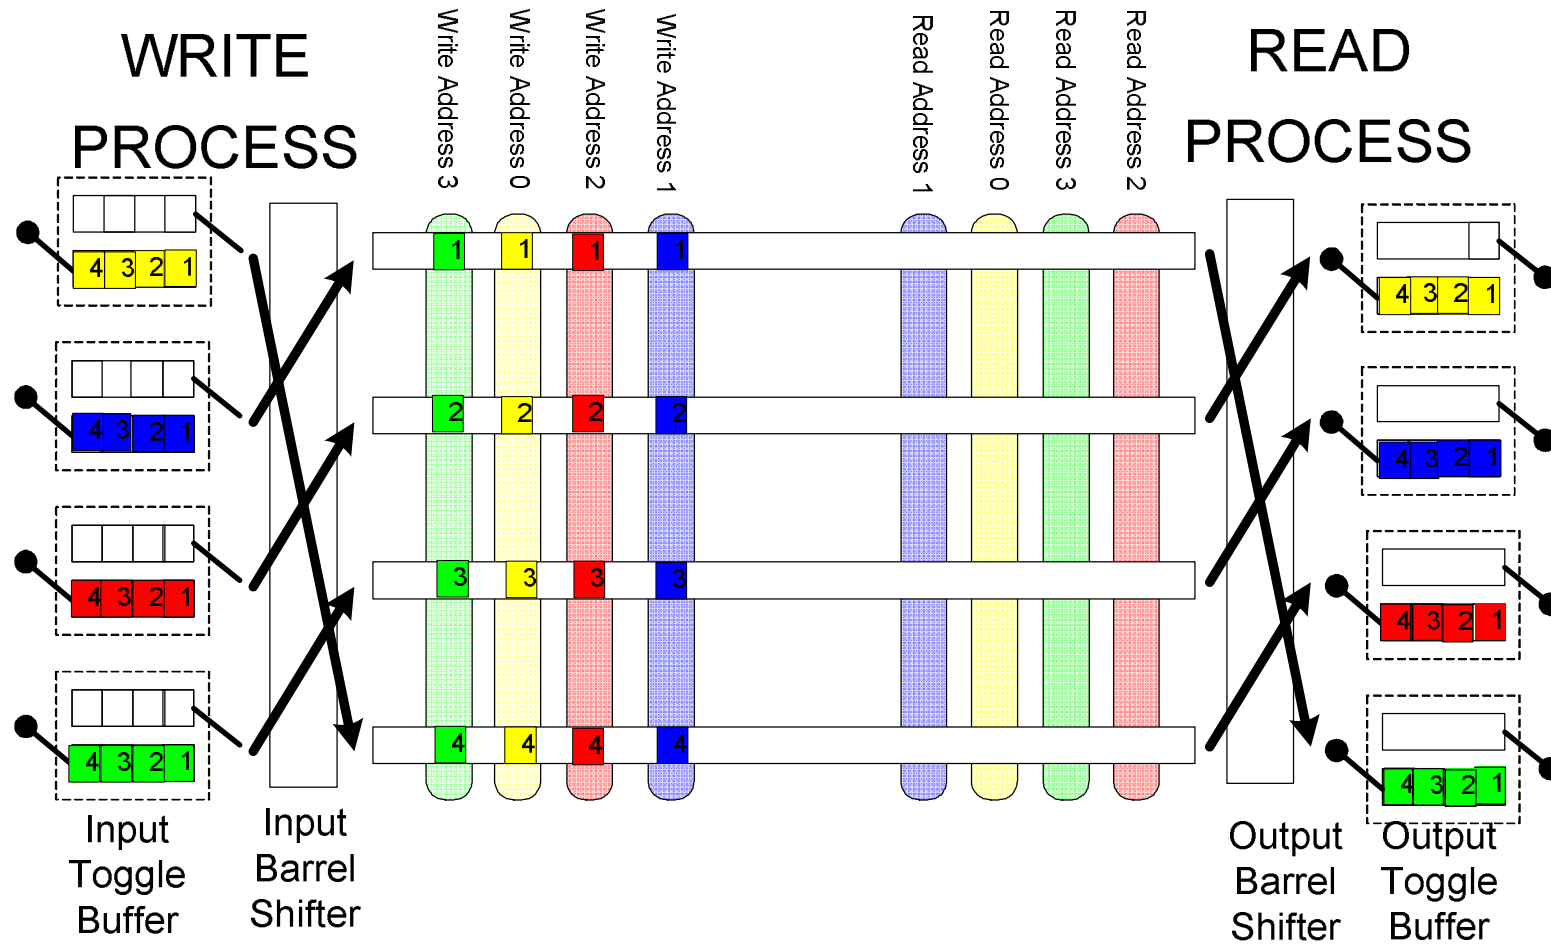 WRITE
PROCESS
Write Address 3
Write Address 0
Write Address 2
Write Address 1
Read Address 1
Read Address 0
Read Address 3
Read Address 2
READ
PROCESS
4 3 2 1
4 3 2 1
4 3 2 1
4 3 2 1
1 1 1 1
2 2 2 2
3 3 3 3
4 4 4 4
4 3 2 1
4 3 2 1
4 3 2 1
4 3 2 1
Input
Toggle
Buffer
Input
Barrel
Shifter
Output
Barrel
Shifter
Output
Toggle
Buffer